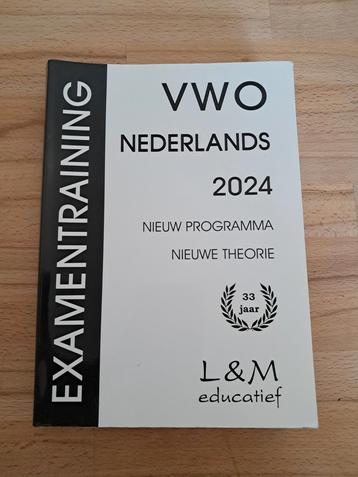 EXAMENTRAINING
VWO
NEDERLANDS
2024
NIEUW PROGRAMMA
NIEUWE THEORIE
33
jaar
L&M
educatief